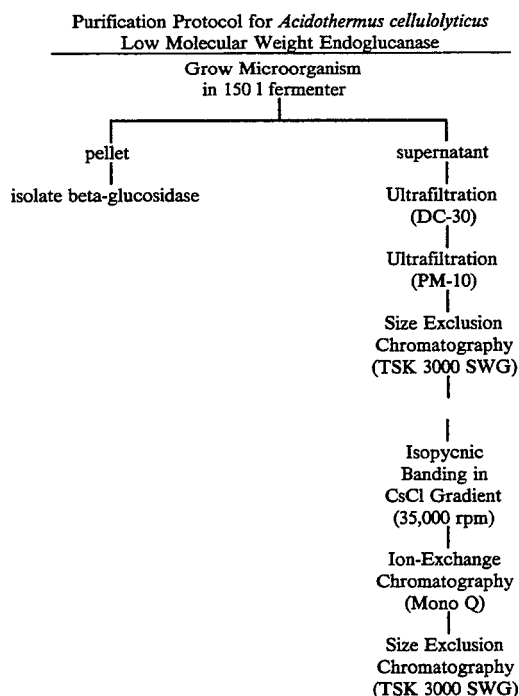 Purification Protocol for Acidothermus cellulolyticus
Low Molecular Weight Endoglucanase
Grow Microorganism
in 150 l fermenter
pellet
isolate beta-glucosidase
supernatant
Ultrafiltration
(DC-30)
Ultrafiltration
(PM-10)
Size Exclusion
Chromatography
(TSK 3000 SWG)
Isopycnic
Banding in
CsCl Gradient
(35,000 rpm)
Ion-Exchange
Chromatography
(Mono Q)
Size Exclusion
Chromatography
(TSK 3000 SWG)